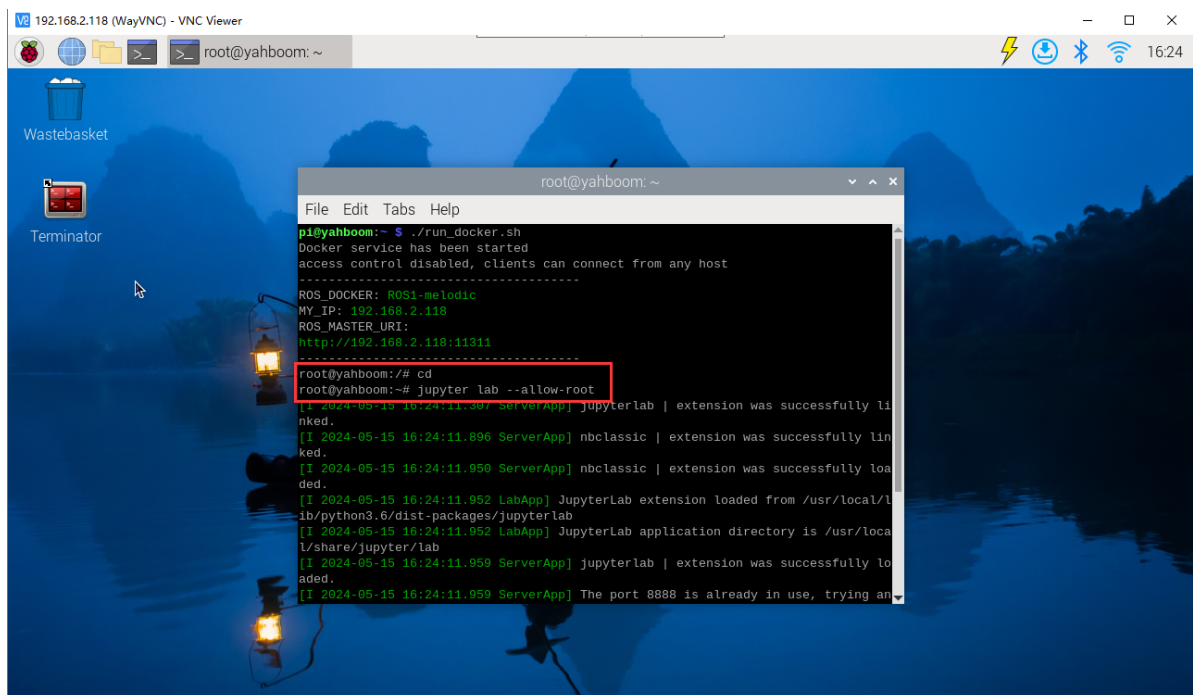 192.168.2.118 (WayVNC) - VNC Viewer
root@yahboom: ~
16:24
Wastebasket
Terminator
root@yahboom: ~
File Edit Tabs Help
pi@yahboom:~ $ ./run_docker.sh
Docker service has been started
access control disabled, clients can connect from any host
--------------------------------------
ROS_DOCKER: ROS1-melodic
MY_IP: 192.168.2.118
ROS_MASTER_URI:
http://192.168.2.118:11311
--------------------------------------
root@yahboom:/# cd
root@yahboom:~# jupyter lab --allow-root
[I 2024-05-15 16:24:11.307 ServerApp] jupyterlab | extension was successfully li
nked.
[I 2024-05-15 16:24:11.896 ServerApp] nbclassic | extension was successfully lin
ked.
[I 2024-05-15 16:24:11.950 ServerApp] nbclassic | extension was successfully loa
ded.
[I 2024-05-15 16:24:11.952 LabApp] JupyterLab extension loaded from /usr/local/l
ib/python3.6/dist-packages/jupyterlab
[I 2024-05-15 16:24:11.952 LabApp] JupyterLab application directory is /usr/loca
l/share/jupyter/lab
[I 2024-05-15 16:24:11.959 ServerApp] jupyterlab | extension was successfully lo
aded.
[I 2024-05-15 16:24:11.959 ServerApp] The port 8888 is already in use, trying an